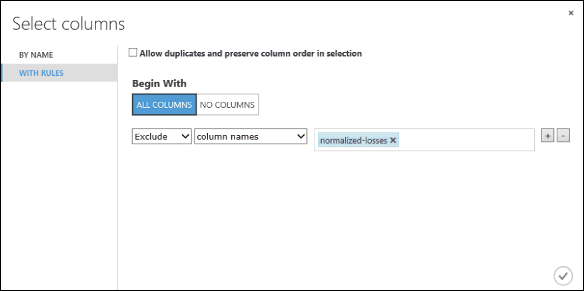 Select columns
BY NAME
WITH RULES
Allow duplicates and preserve column order in selection
Begin With
ALL COLUMNS NO COLUMNS
Exclude column names normalized-losses × + -